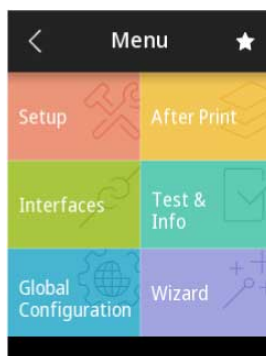 Menu
Setup
After Print
Interfaces
Test &
Info
Global
Configuration
Wizard